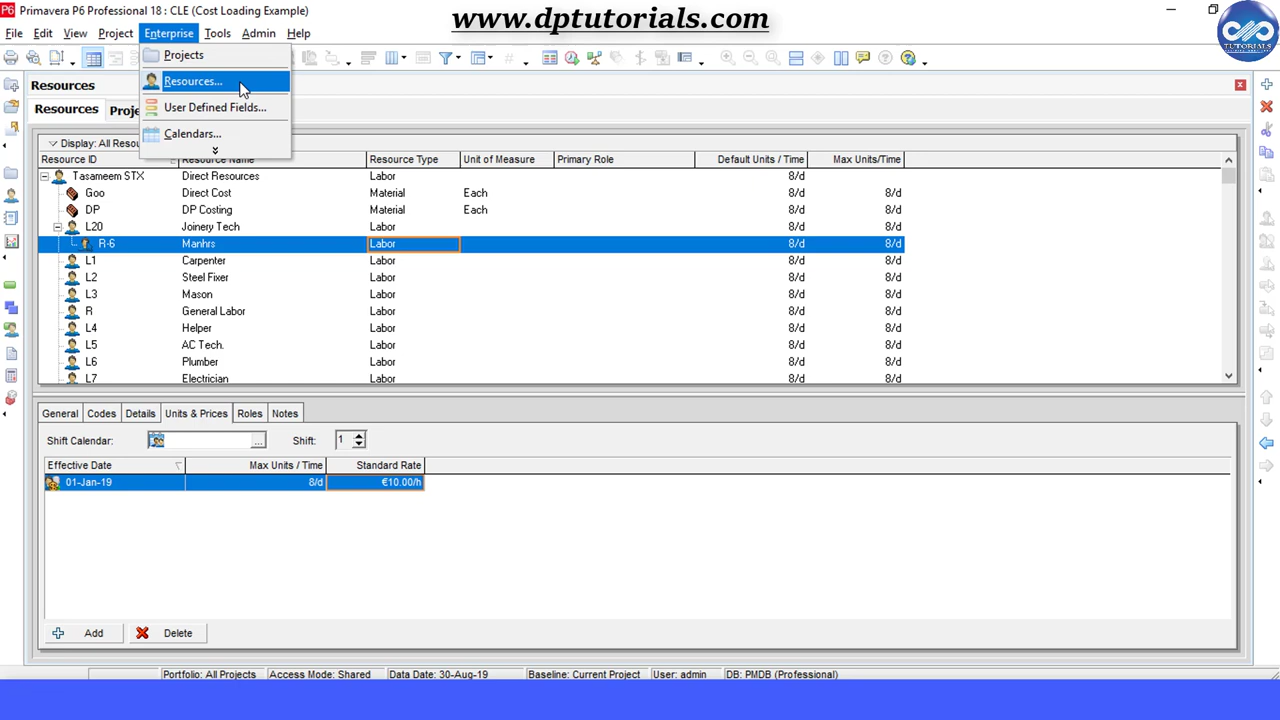 Primavera P6 Professional 18 : CLE (Cost Loading Example)
www.dptutorials.com
TUTORIALS
File Edit View Project Enterprise Tools Admin Help
Projects
Resources...
User Defined Fields...
Calendars...
Resources
Resources Proje
Display: All Resou
Resource ID Resource Name Resource Type Unit of Measure Primary Role Default Units / Time Max Units/Time
Tasameem STX Direct Resources Labor 8/d
Goo Direct Cost Material Each 8/d 8/d
DP DP Costing Material Each 8/d 8/d
L20 Joinery Tech Labor 8/d 8/d
R-6 Manhrs Labor 8/d 8/d
L1 Carpenter Labor 8/d 8/d
L2 Steel Fixer Labor 8/d 8/d
L3 Mason Labor 8/d 8/d
R General Labor Labor 8/d 8/d
L4 Helper Labor 8/d 8/d
L5 AC Tech. Labor 8/d 8/d
L6 Plumber Labor 8/d 8/d
L7 Electrician Labor 8/d 8/d
General Codes Details Units & Prices Roles Notes
Shift Calendar: ... Shift: 1
Effective Date Max Units / Time Standard Rate
01-Jan-19 8/d €10.00/h
Add Delete
Portfolio: All Projects Access Mode: Shared Data Date: 30-Aug-19 Baseline: Current Project User: admin DB: PMDB (Professional)